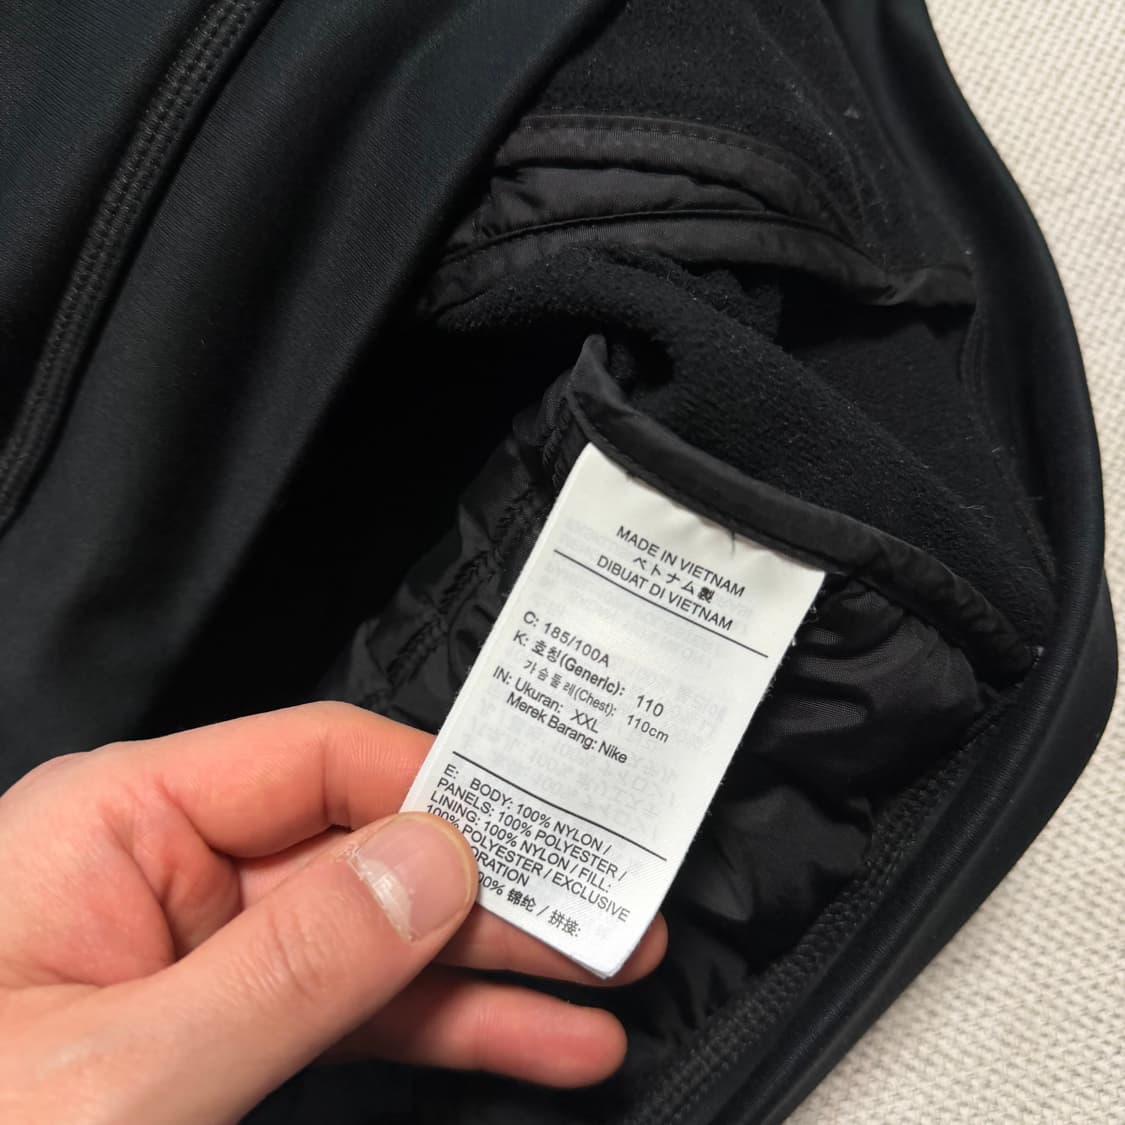 MADE IN VIETNAM
ベトナム製
DIBUAT DI VIETNAM
C: 185/100A
K: 호칭(Generic): 110
가슴둘레(Chest): 110cm
IN: Ukuran: XXL
Merek Barang: Nike
E: BODY: 100% NYLON /
PANELS: 100% POLYESTER /
LINING: 100% NYLON / FILL:
100% POLYESTER / EXCLUSIVE
ORATION
00% 锦纶 / 拼接: